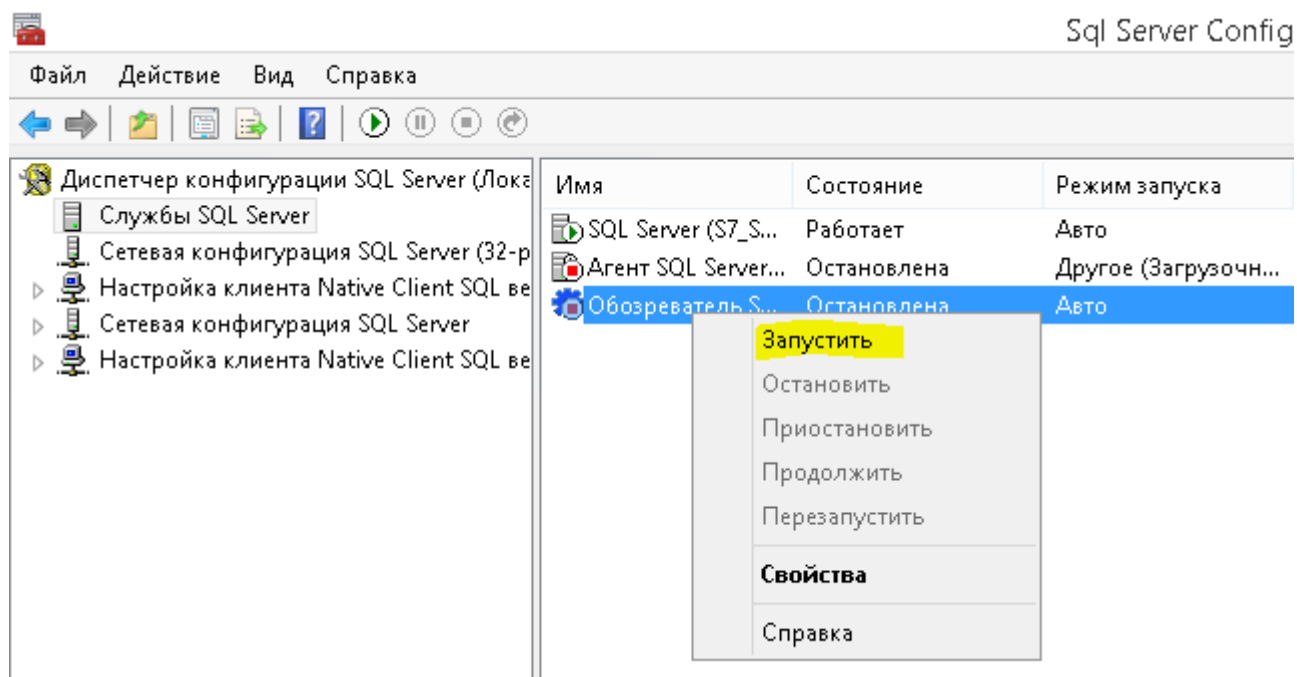 Sql Server Config
Файл Действие Вид Справка
Диспетчер конфигурации SQL Server (Лока
Службы SQL Server
Сетевая конфигурация SQL Server (32-р
Настройка клиента Native Client SQL ве
Сетевая конфигурация SQL Server
Настройка клиента Native Client SQL ве
Имя Состояние Режим запуска
SQL Server (S7_S... Работает Авто
Агент SQL Server... Остановлена Другое (Загрузочн...
Обозреватель S... Остановлена Авто
Запустить
Остановить
Приостановить
Продолжить
Перезапустить
Свойства
Справка